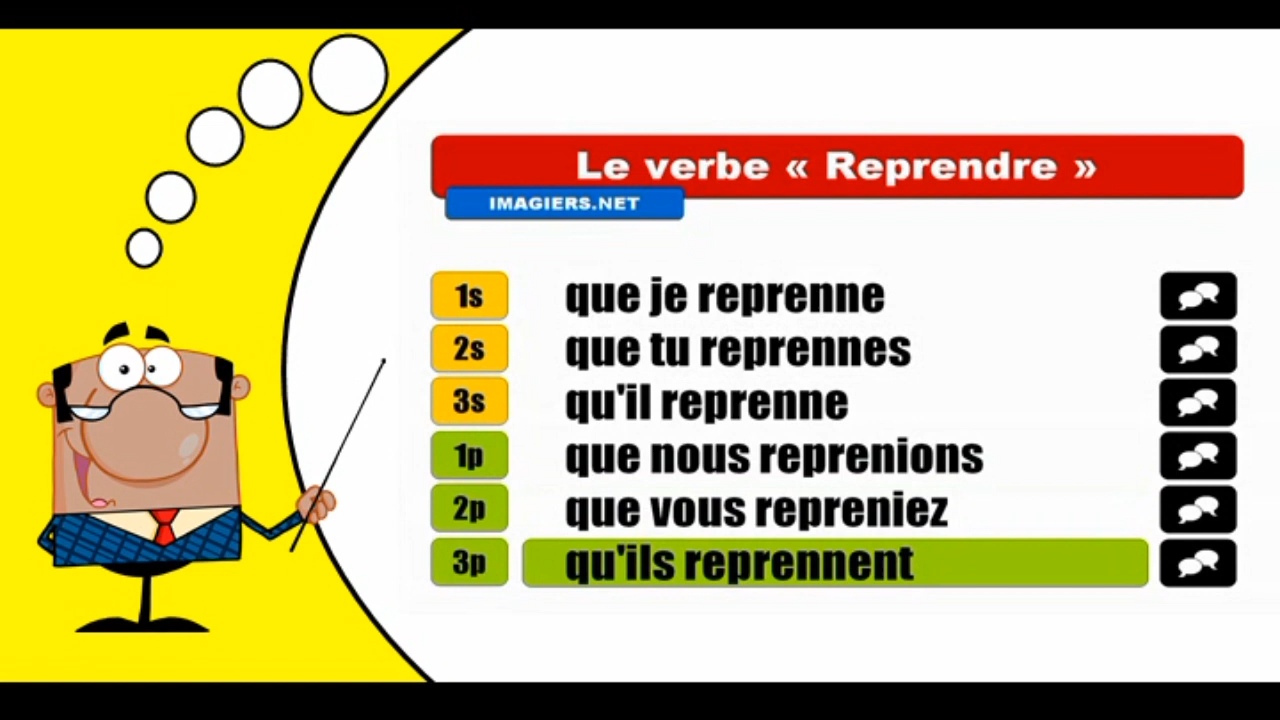 Le verbe « Reprendre »
IMAGIERS.NET
1s que je reprenne
2s que tu reprennes
3s qu'il reprenne
1p que nous reprenions
2p que vous repreniez
3p qu'ils reprennent